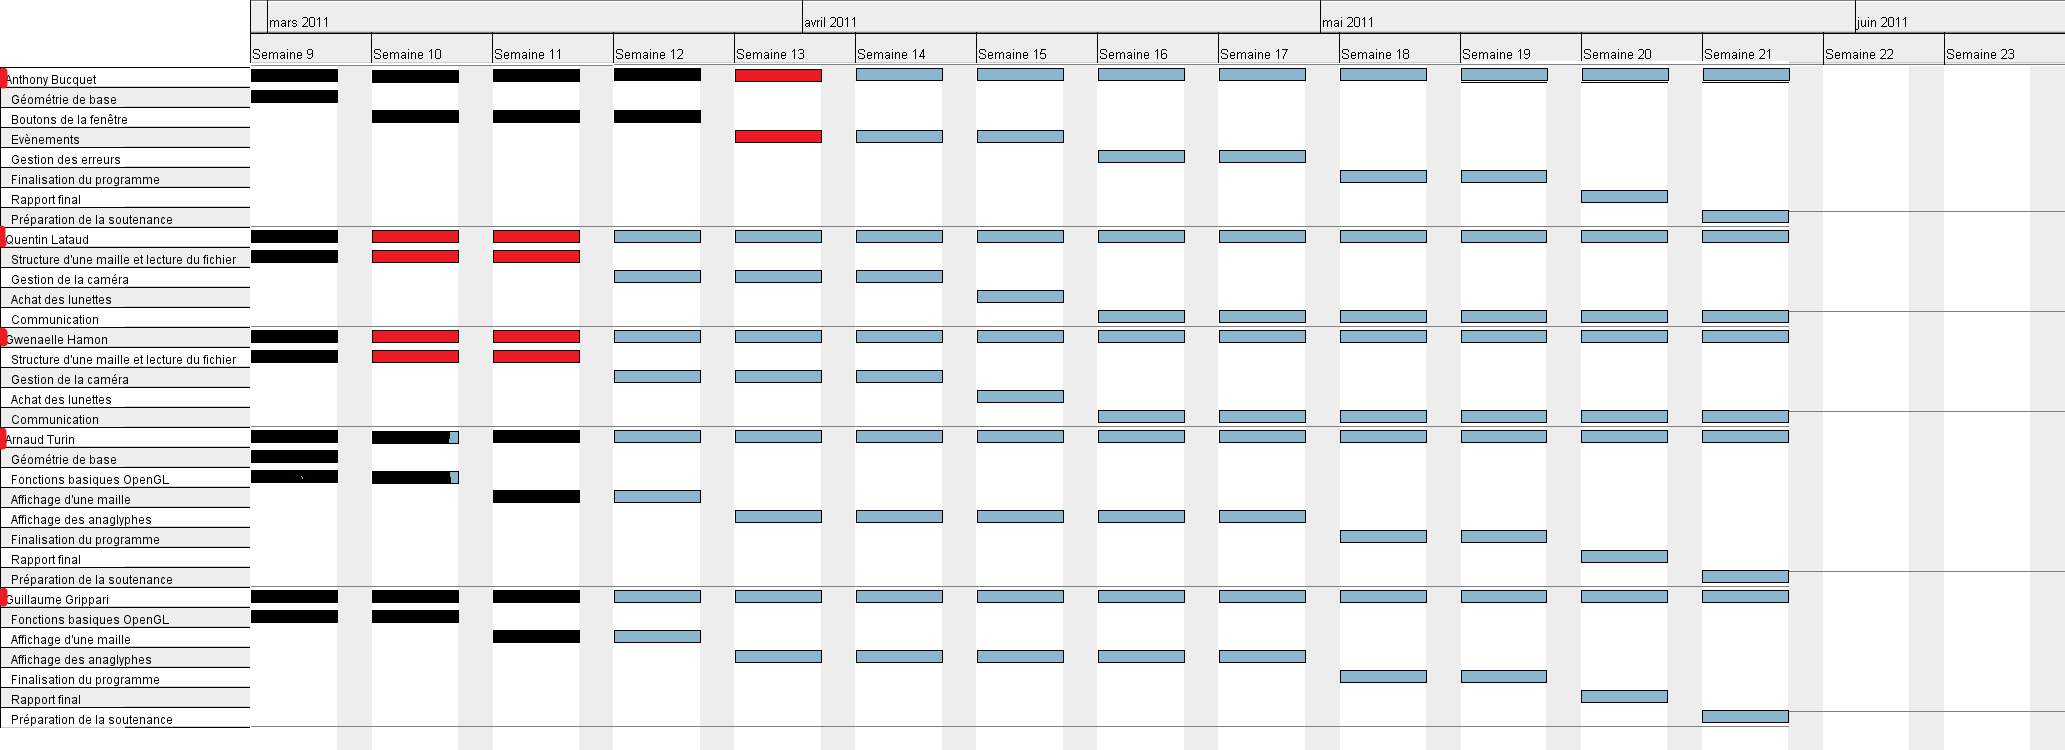 mars 2011 avril 2011 mai 2011 juin 2011
Semaine 9 Semaine 10 Semaine 11 Semaine 12 Semaine 13 Semaine 14 Semaine 15 Semaine 16 Semaine 17 Semaine 18 Semaine 19 Semaine 20 Semaine 21 Semaine 22 Semaine 23
Anthony Bucquet
Géométrie de base
Boutons de la fenêtre
Evènements
Gestion des erreurs
Finalisation du programme
Rapport final
Préparation de la soutenance
Quentin Lataud
Structure d'une maille et lecture du fichier
Gestion de la caméra
Achat des lunettes
Communication
Gwenaelle Hamon
Structure d'une maille et lecture du fichier
Gestion de la caméra
Achat des lunettes
Communication
Arnaud Turin
Géométrie de base
Fonctions basiques OpenGL
Affichage d'une maille
Affichage des anaglyphes
Finalisation du programme
Rapport final
Préparation de la soutenance
Guillaume Grippari
Fonctions basiques OpenGL
Affichage d'une maille
Affichage des anaglyphes
Finalisation du programme
Rapport final
Préparation de la soutenance